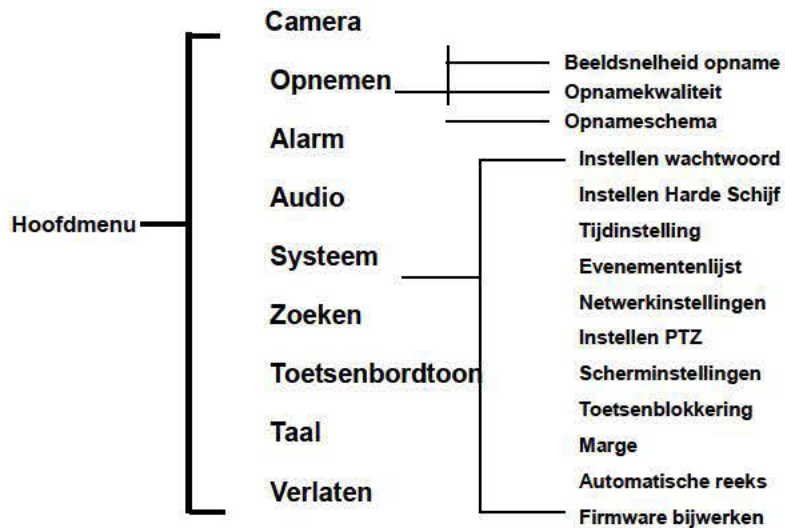 Hoofdmenu
Camera
Opnemen
Alarm
Audio
Systeem
Zoeken
Toetsenbordtoon
Taal
Verlaten
Beeldsnelheid opname
Opnamekwaliteit
Opnameschema
Instellen wachtwoord
Instellen Harde Schijf
Tijdinstelling
Evenementenlijst
Netwerkinstellingen
Instellen PTZ
Scherminstellingen
Toetsenblokkering
Marge
Automatische reeks
Firmware bijwerken